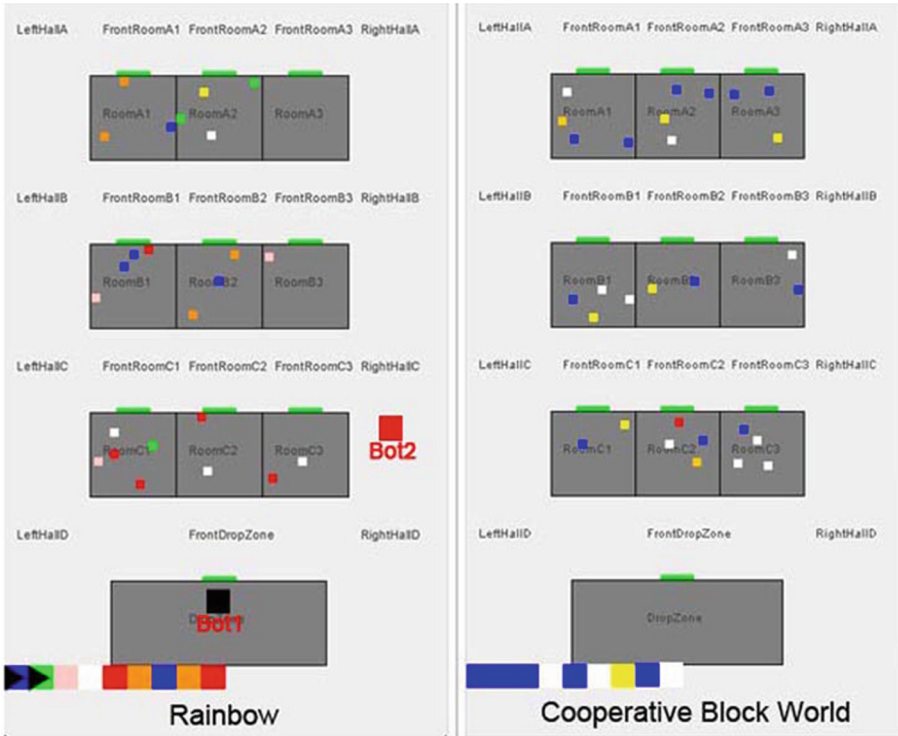 LeftHallA FrontRoomA1 FrontRoomA2 FrontRoomA3 RightHallA
RoomA1 RoomA2 RoomA3
LeftHallB FrontRoomB1 FrontRoomB2 FrontRoomB3 RightHallB
RoomB1 RoomB2 RoomB3
LeftHallC FrontRoomC1 FrontRoomC2 FrontRoomC3 RightHallC
RoomC1 RoomC2 RoomC3
Bot2
LeftHallD FrontDropZone RightHallD
Bot1
Rainbow
LeftHallA FrontRoomA1 FrontRoomA2 FrontRoomA3 RightHallA
RoomA1 RoomA2 RoomA3
LeftHallB FrontRoomB1 FrontRoomB2 FrontRoomB3 RightHallB
RoomB1 RoomB3
LeftHallC FrontRoomC1 FrontRoomC2 FrontRoomC3 RightHallC
RoomC1 RoomC2 RoomC3
LeftHallD FrontDropZone RightHallD
DropZone
Cooperative Block World